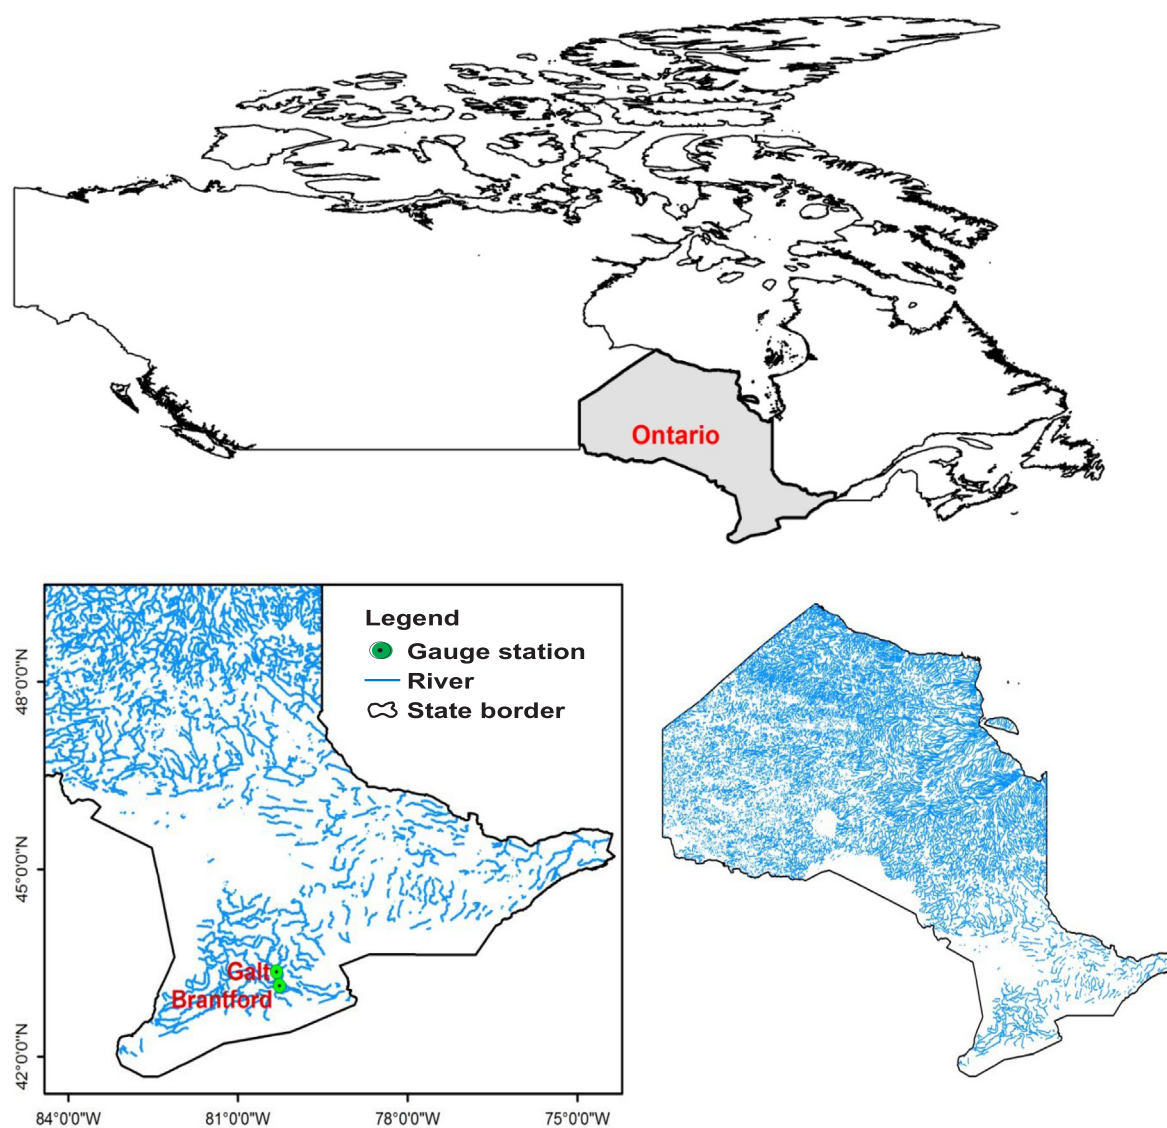 Ontario
Legend
Gauge station
River
State border
48°0'0"N
45°0'0"N
42°0'0"N
Galt
Brantford
84°0'0"W
81°0'0"W
78°0'0"W
75°0'0"W